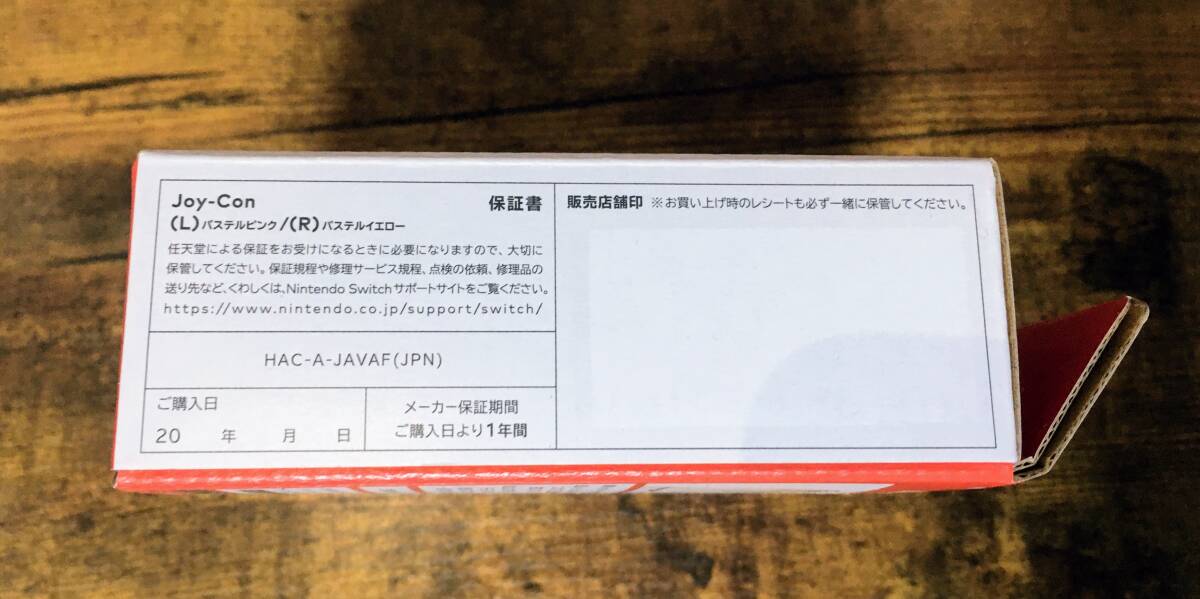 Joy-Con 保証書
(L)パステルピンク/(R)パステルイエロー
任天堂による保証をお受けになるときに必要になりますので、大切に
保管してください。保証規程や修理サービス規程、点検の依頼、修理品の
送り先など、くわしくは、Nintendo Switchサポートサイトをご覧ください。
https://www.nintendo.co.jp/support/switch/
HAC-A-JAVAF(JPN)
ご購入日
20 年 月 日
メーカー保証期間
ご購入日より1年間
販売店舗印 ※お買い上げ時のレシートも必ず一緒に保管してください。